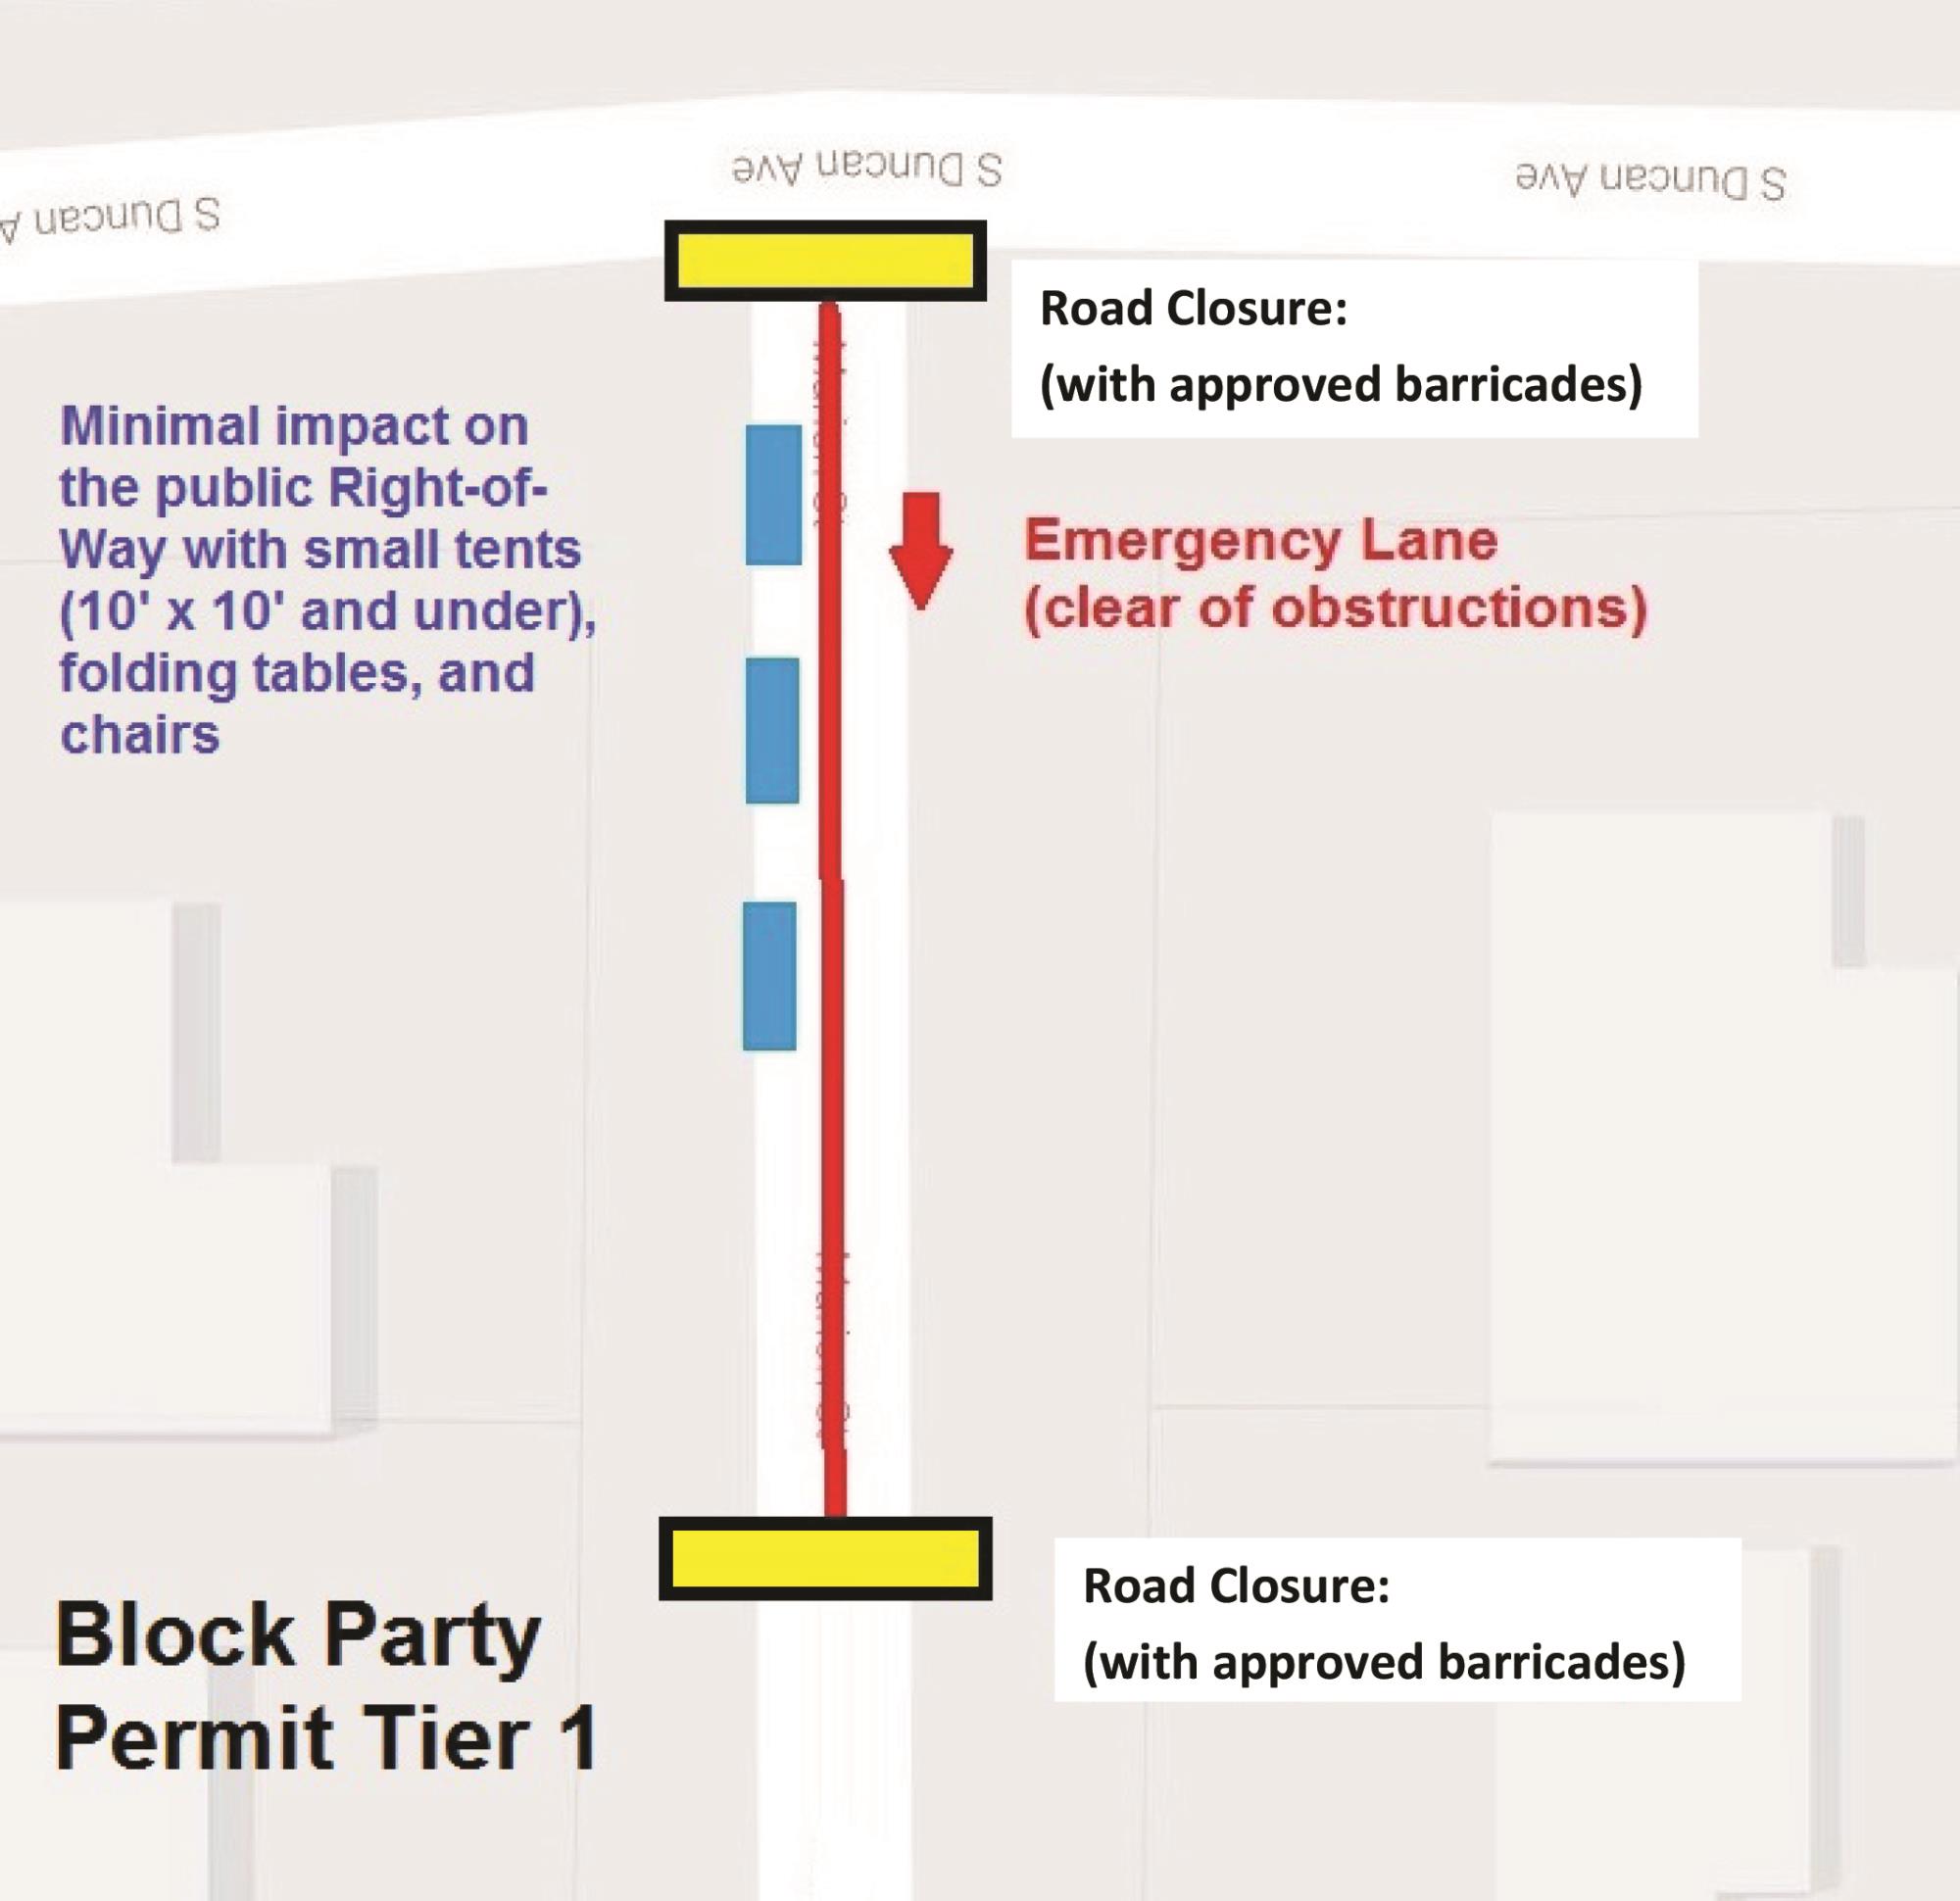 S Duncan Ave
S Duncan Ave
S Duncan A
Road Closure:
(with approved barricades)
Minimal impact on
the public Right-of-
Way with small tents
(10' x 10' and under),
folding tables, and
chairs
Emergency Lane
(clear of obstructions)
Block Party
Permit Tier 1
Road Closure:
(with approved barricades)